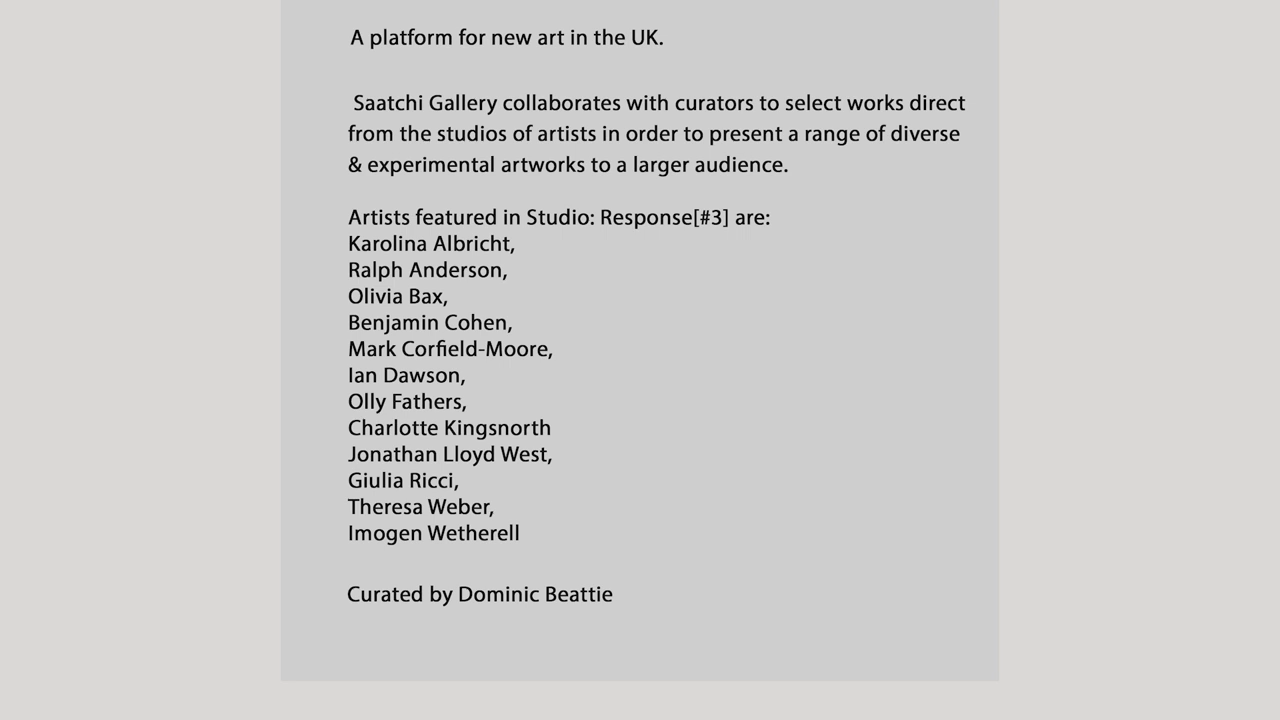 A platform for new art in the UK.
Saatchi Gallery collaborates with curators to select works direct
from the studios of artists in order to present a range of diverse
& experimental artworks to a larger audience.
Artists featured in Studio: Response[#3] are:
Karolina Albricht,
Ralph Anderson,
Olivia Bax,
Benjamin Cohen,
Mark Corfield-Moore,
Ian Dawson,
Olly Fathers,
Charlotte Kingsnorth
Jonathan Lloyd West,
Giulia Ricci,
Theresa Weber,
Imogen Wetherell
Curated by Dominic Beattie